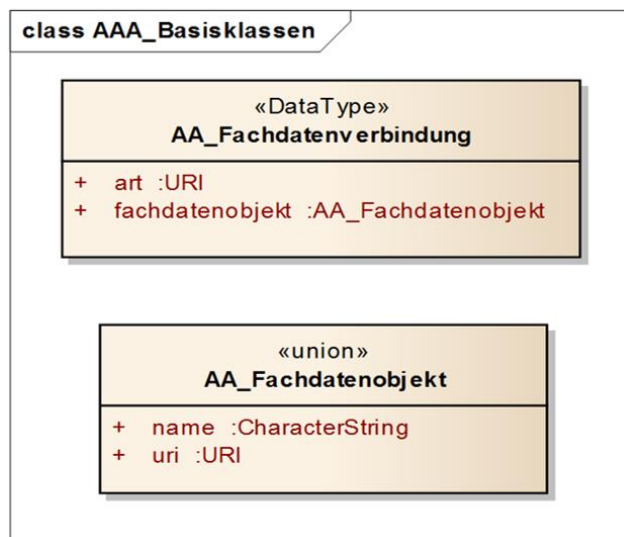 class AAA_Basisklassen
«DataType»
AA_Fachdatenverbindung
+ art :URI
+ fachdatenobjekt :AA_Fachdatenobjekt
«union»
AA_Fachdatenobjekt
+ name :CharacterString
+ uri :URI